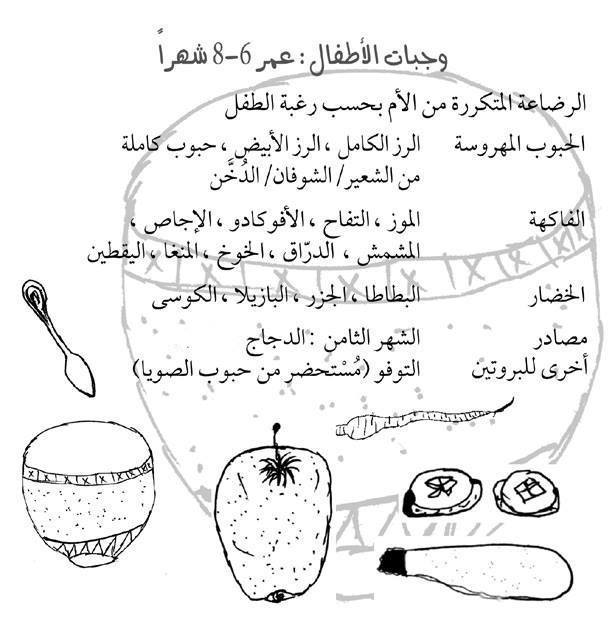 وجبات الأطفال : عمر 6-8 شهراً
الرضاعة المتكررة من الأم بحسب رغبة الطفل
الحبوب المهروسة الرز الكامل ، الرز الأبيض ، حبوب كاملة
من الشعير/ الشوفان/ الدُخَّن
الفاكهة الموز ، التفاح ، الأفوكادو ، الإجاص ،
المشمش ، الدرّاق ، الخوخ ، المنغا ، اليقطين
الخضار البطاطا ، الجزر ، البازيلا ، الكوسى
مصادر الشهر الثامن : الدجاج
أخرى للبروتين التوفو (مُسْتحضر من حبوب الصويا)